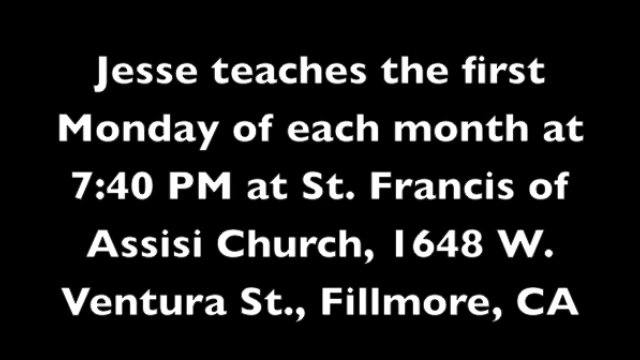 Jesse teaches the first
Monday of each month at
7:40 PM at St. Francis of
Assisi Church, 1648 W.
Ventura St., Fillmore, CA